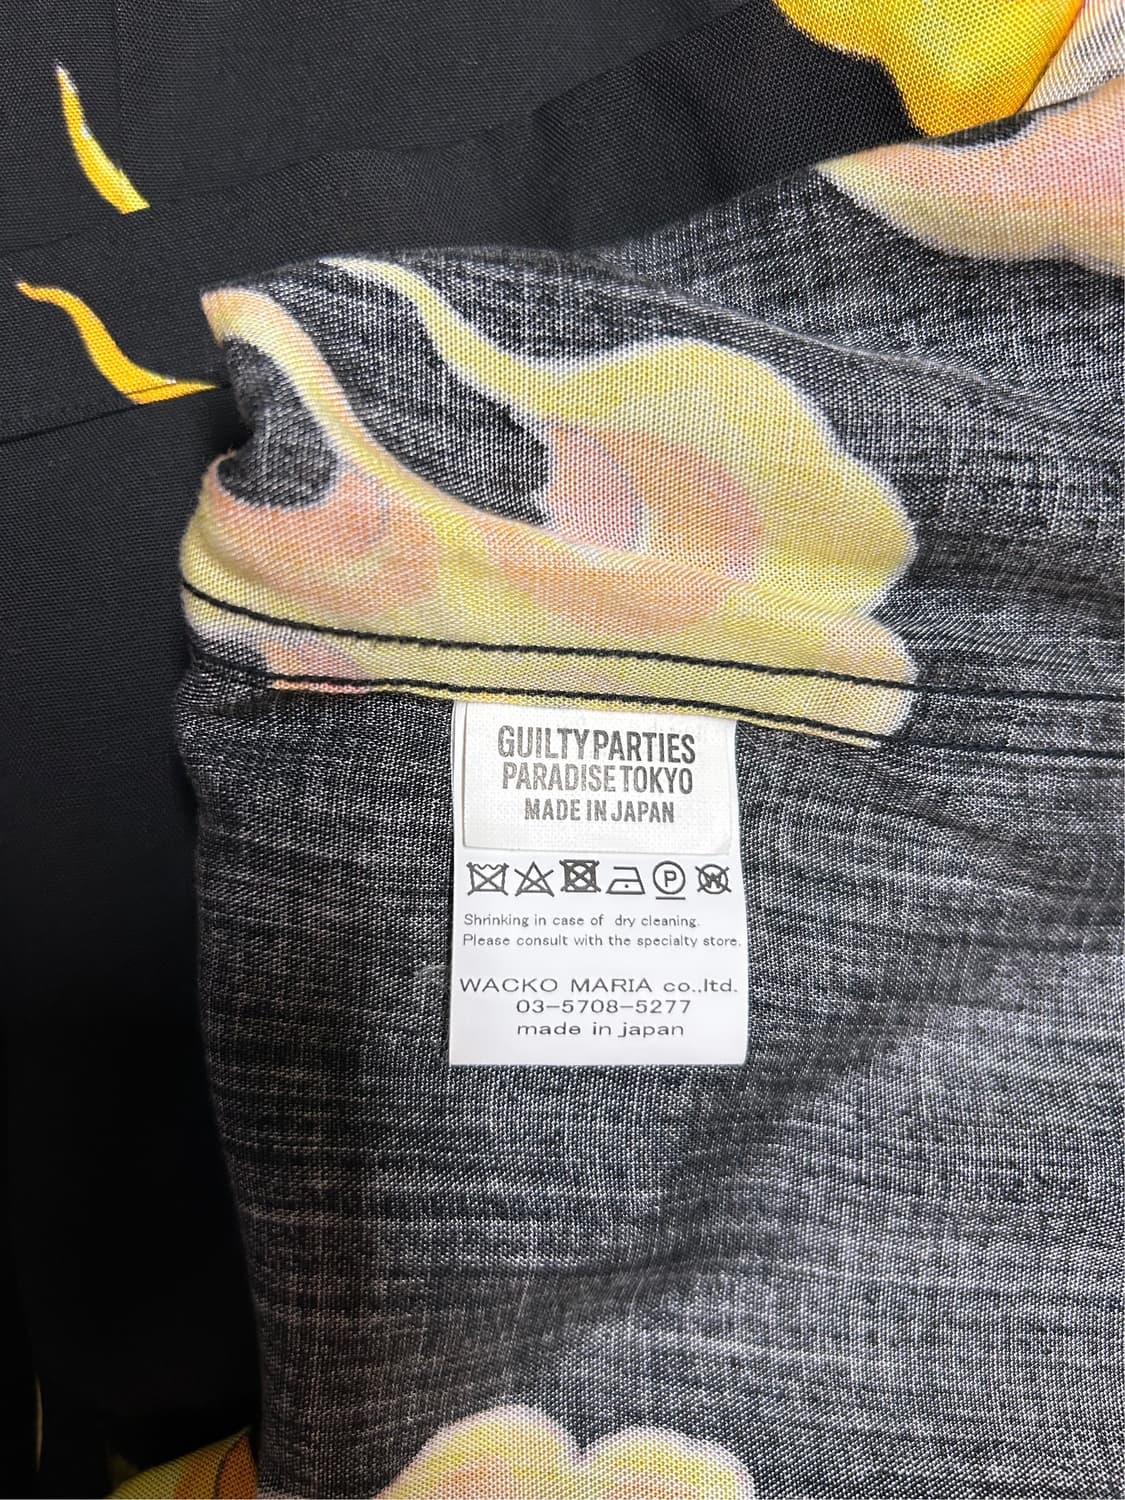 GUILTY PARTIES
PARADISE TOKYO
MADE IN JAPAN
P W
Shrinking in case of dry cleaning.
Please consult with the specialty store.
WACKO MARIA co.,ltd.
03-5708-5277
made in japan